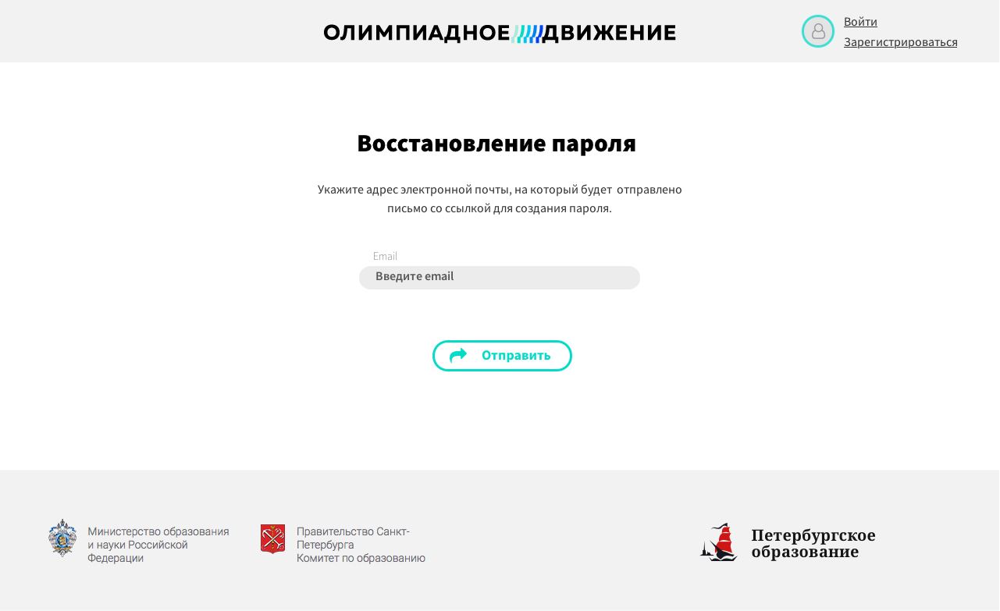 ОЛИМПИАДНОЕ ДВИЖЕНИЕ
Войти
Зарегистрироваться
Восстановление пароля
Укажите адрес электронной почты, на который будет отправлено
письмо со ссылкой для создания пароля.
Email
Введите email
Отправить
Министерство образования
и науки Российской
Федерации
Правительство Санкт-
Петербурга
Комитет по образованию
Петербургское
образование